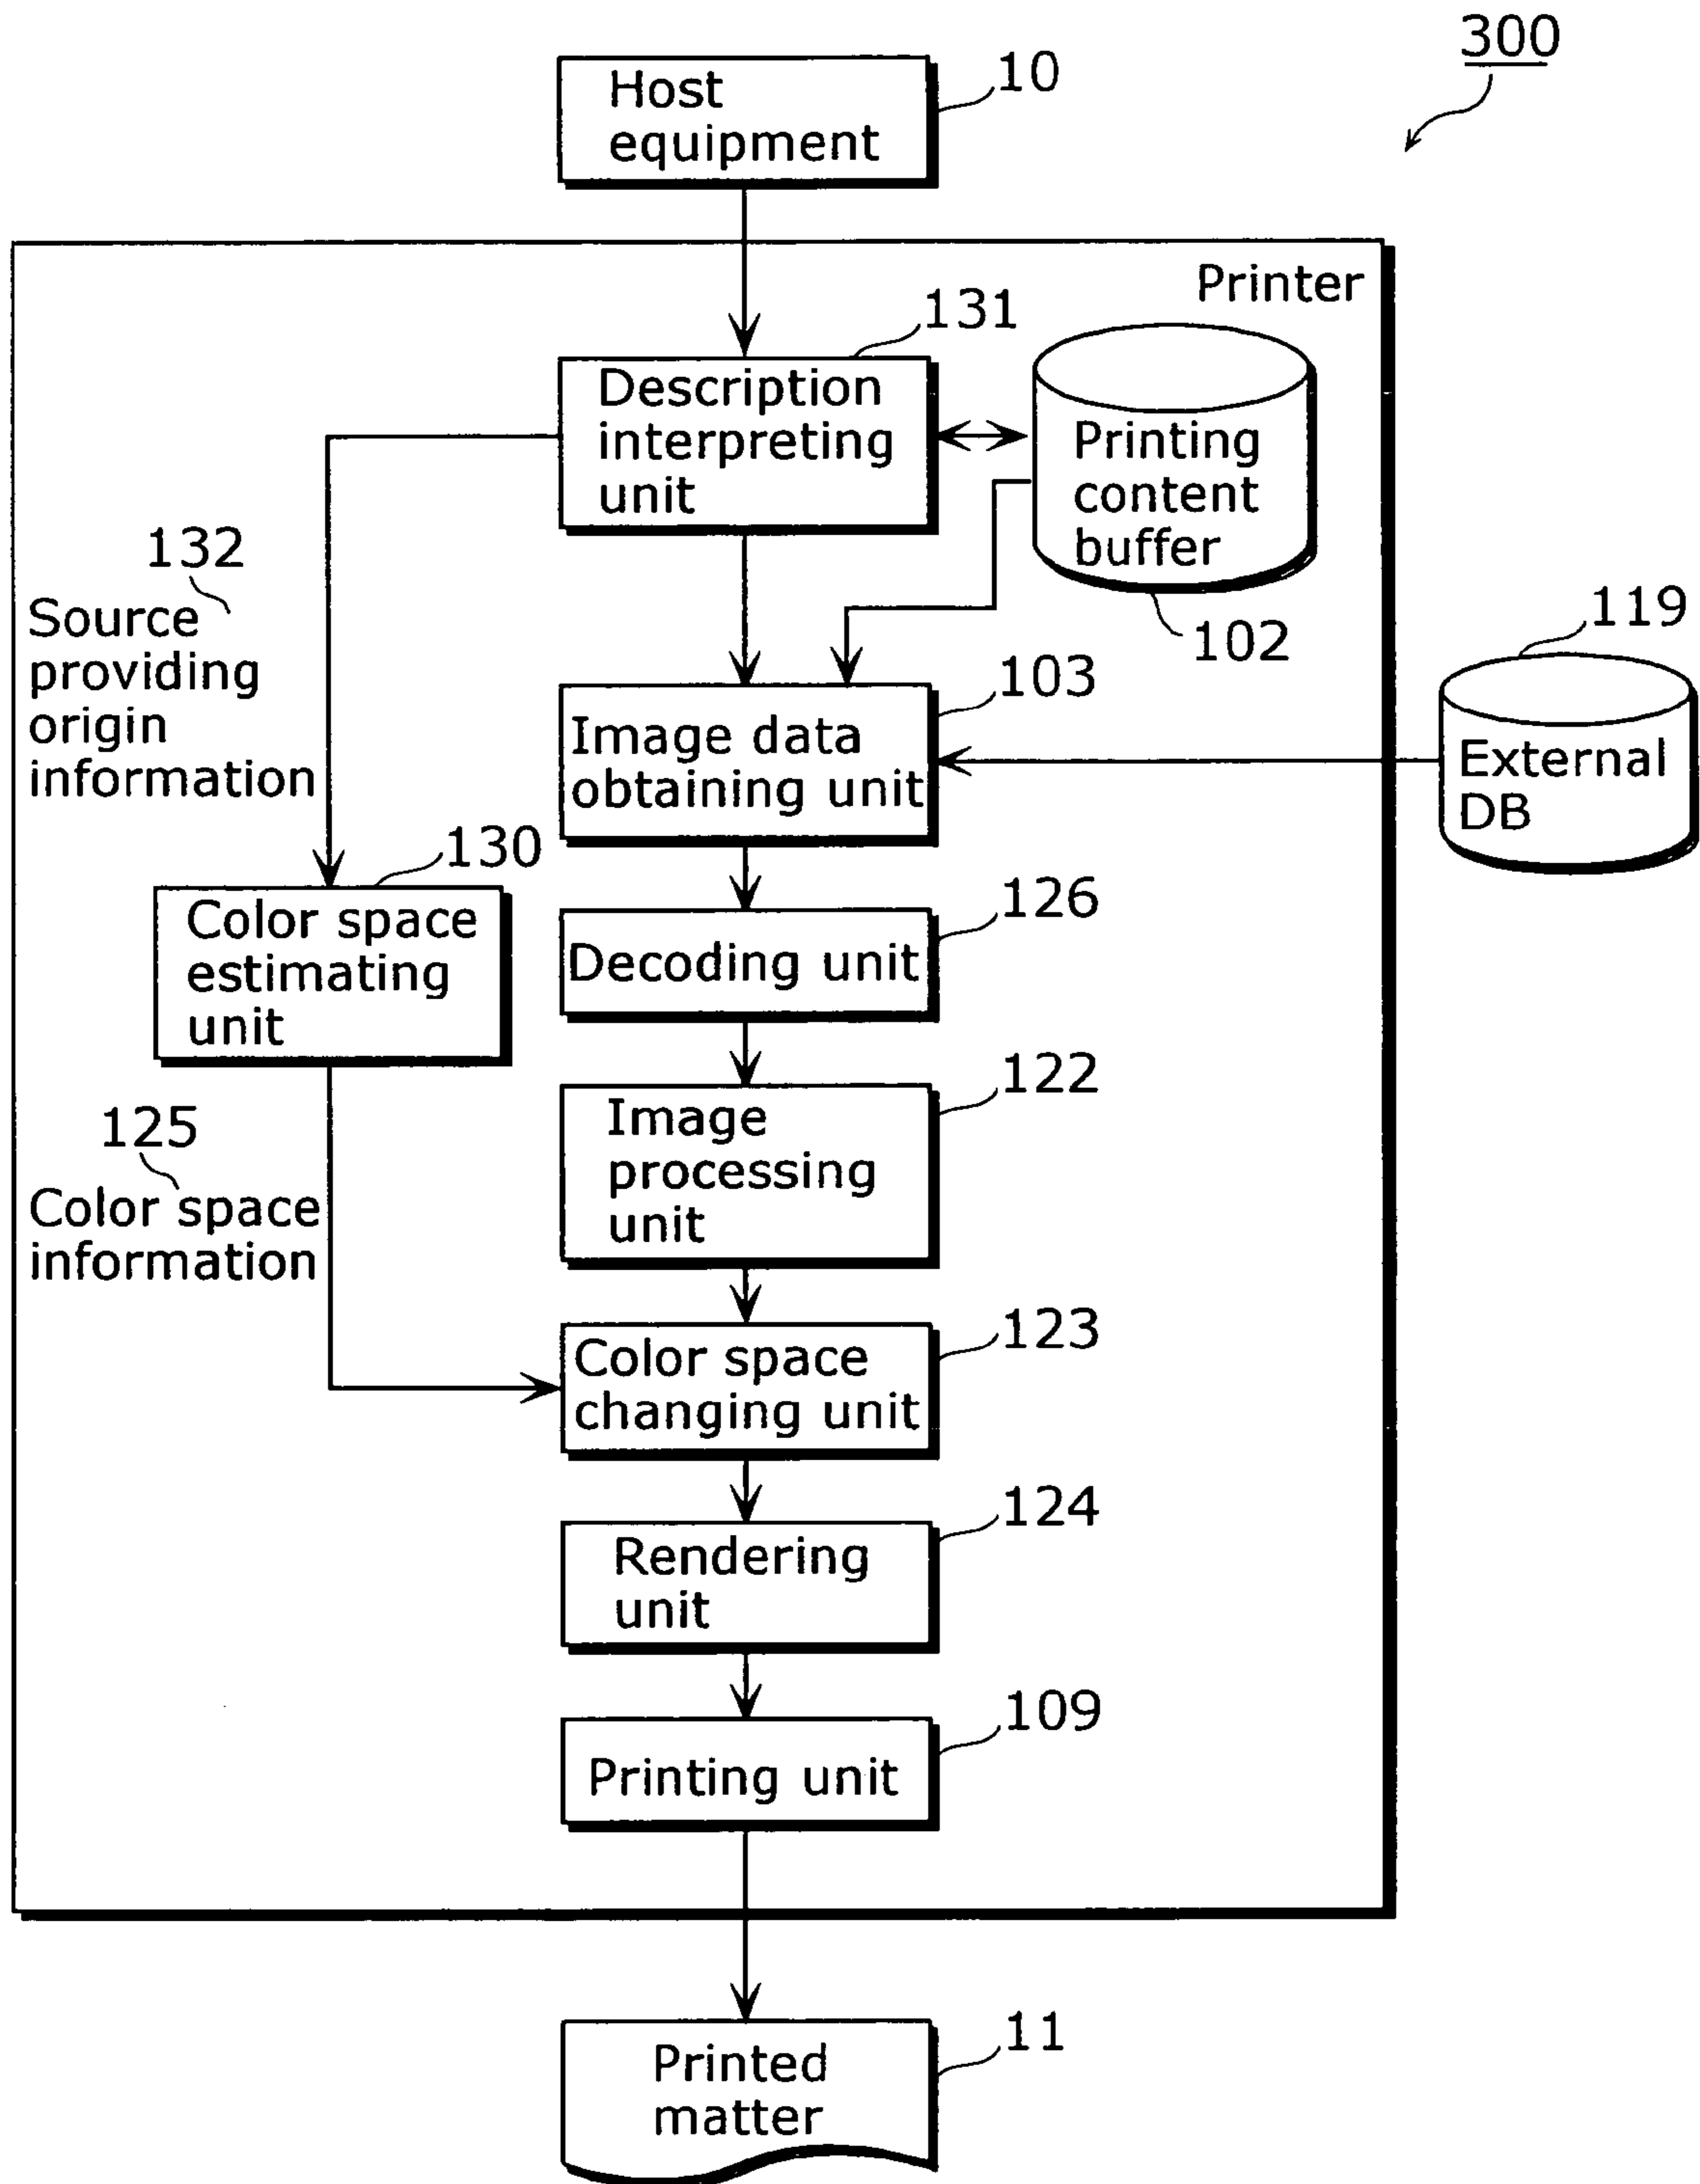 300
Host
equipment
10
Printer
131
Description
interpreting
unit
Printing
content
buffer
102
132
Source
providing
origin
information
119
External
DB
103
Image data
obtaining unit
130
Color space
estimating
unit
126
Decoding unit
122
Image
processing
unit
125
Color space
information
123
Color space
changing unit
124
Rendering
unit
109
Printing unit
11
Printed
matter